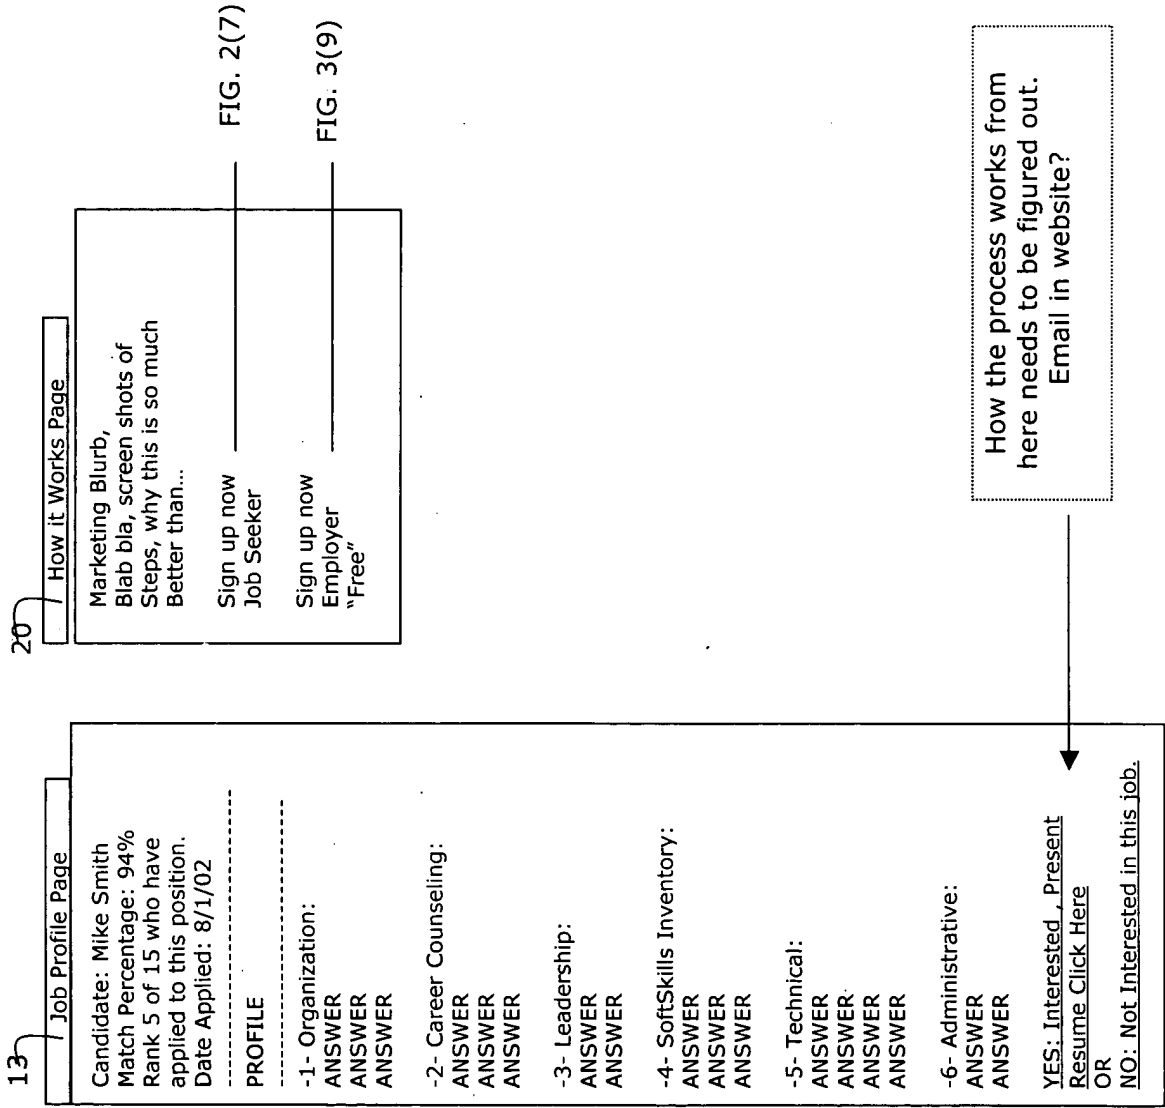 13
Job Profile Page
Candidate: Mike Smith
Match Percentage: 94%
Rank 5 of 15 who have
applied to this position.
Date Applied: 8/1/02
PROFILE
-1- Organization:
ANSWER
ANSWER
ANSWER
-2- Career Counseling:
ANSWER
ANSWER
ANSWER
-3- Leadership:
ANSWER
ANSWER
-4- SoftSkills Inventory:
ANSWER
ANSWER
ANSWER
-5- Technical:
ANSWER
ANSWER
ANSWER
ANSWER
-6- Administrative:
ANSWER
ANSWER
YES: Interested , Present
Resume Click Here
OR
NO: Not Interested in this job.
20
How it Works Page
Marketing Blurb,
Blab bla, screen shots of
Steps, why this is so much
Better than...
Sign up now
Job Seeker
FIG. 2(7)
Sign up now
Employer
"Free"
FIG. 3(9)
How the process works from
here needs to be figured out.
Email in website?